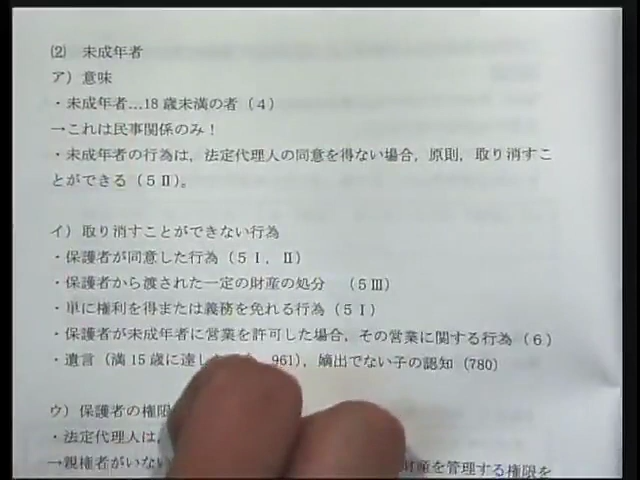 ⑵ 未成年者
ア）意味
・未成年者…18歳未満の者（4）
→これは民事関係のみ！
・未成年者の行為は，法定代理人の同意を得ない場合，原則，取り消すこ
とができる（5Ⅱ）。
イ）取り消すことができない行為
・保護者が同意した行為（5Ⅰ，Ⅱ）
・保護者から渡された一定の財産の処分 （5Ⅲ）
・単に権利を得または義務を免れる行為（5Ⅰ）
・保護者が未成年者に営業を許可した場合，その営業に関する行為（6）
・遺言（満15歳に達し 961），嫡出でない子の認知（780）
ウ）保護者の権限
・法定代理人は，
→親権者がいない 財産を管理する権限を